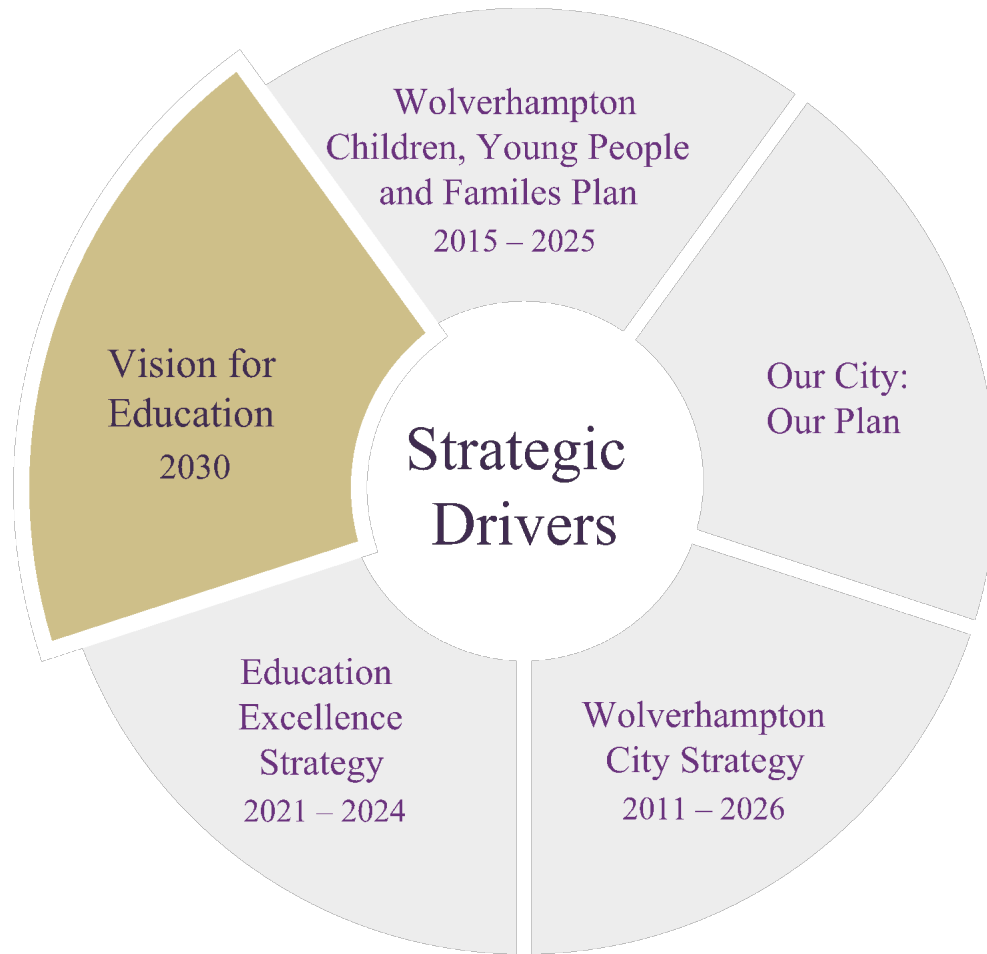 Wolverhampton
Children, Young People
and Familes Plan
2015 – 2025
Our City:
Our Plan
Wolverhampton
City Strategy
2011 – 2026
Education
Excellence
Strategy
2021 – 2024
Vision for
Education
2030
Strategic
Drivers